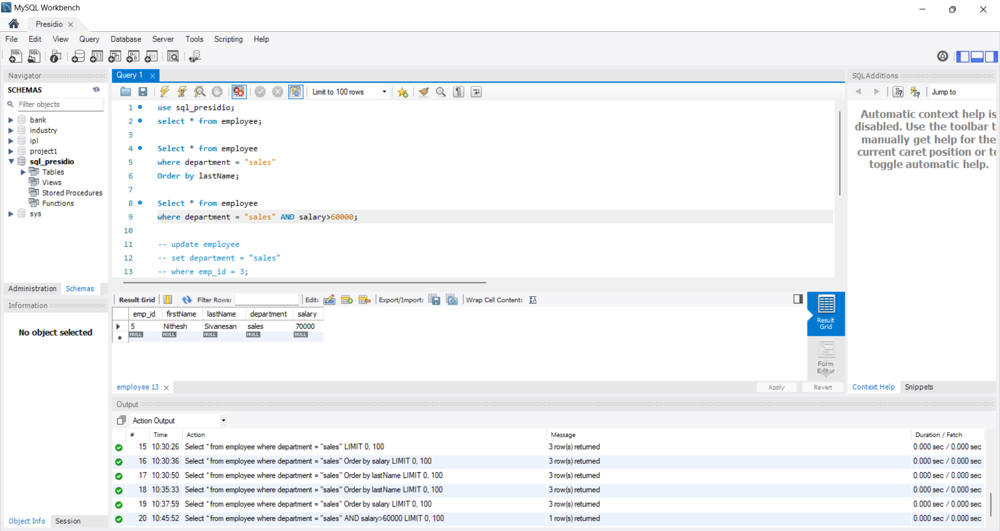 MySQL Workbench
Presidio
File Edit View Query Database Server Tools Scripting Help
Navigator
SCHEMAS
Filter objects
bank
industry
ipl
project1
sql_presidio
Tables
Views
Stored Procedures
Functions
sys
Administration Schemas
Information
No object selected
Object Info Session
Query 1
Limit to 100 rows
1 use sql_presidio;
2 select * from employee;
3
4 Select * from employee
5 where department = "sales"
6 Order by lastName;
7
8 Select * from employee
9 where department = "sales" AND salary>60000;
10
11 -- update employee
12 -- set department = "sales"
13 -- where emp_id = 3;
Result Grid Filter Rows: Edit: Export/Import: Wrap Cell Content:
emp_id firstName lastName department salary
5 Nithesh Sivanesan sales 70000
NULL NULL NULL NULL NULL
Result
Grid
Form
Editor
employee 13 Apply Revert
SQLAdditions
Jump to
Automatic context help is
disabled. Use the toolbar t
manually get help for the
current caret position or to
toggle automatic help.
Context Help Snippets
Output
Action Output
# Time Action Message Duration / Fetch
15 10:30:26 Select * from employee where department = "sales" LIMIT 0, 100 3 row(s) returned 0.000 sec / 0.000 sec
16 10:30:36 Select * from employee where department = "sales" Order by salary LIMIT 0, 100 3 row(s) returned 0.000 sec / 0.000 sec
17 10:30:50 Select * from employee where department = "sales" Order by lastName LIMIT 0, 100 3 row(s) returned 0.000 sec / 0.000 sec
18 10:35:33 Select * from employee where department = "sales" Order by lastName LIMIT 0, 100 3 row(s) returned 0.000 sec / 0.000 sec
19 10:37:59 Select * from employee where department = "sales" Order by salary LIMIT 0, 100 3 row(s) returned 0.000 sec / 0.000 sec
20 10:45:52 Select * from employee where department = "sales" AND salary>60000 LIMIT 0, 100 1 row(s) returned 0.000 sec / 0.000 sec